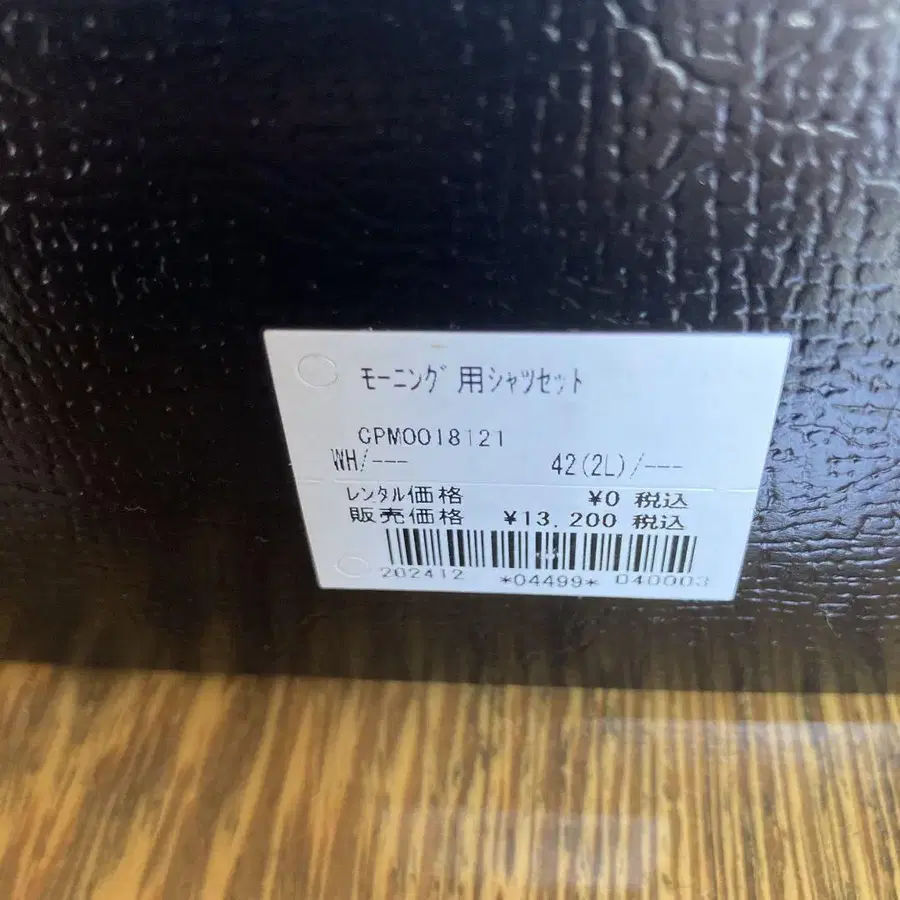 モーニング用シャツセット
CPM0018121
WH/--- 42(2L)/---
レンタル価格 ¥0 税込
販売価格 ¥13,200 税込
202412 *04499* 040003